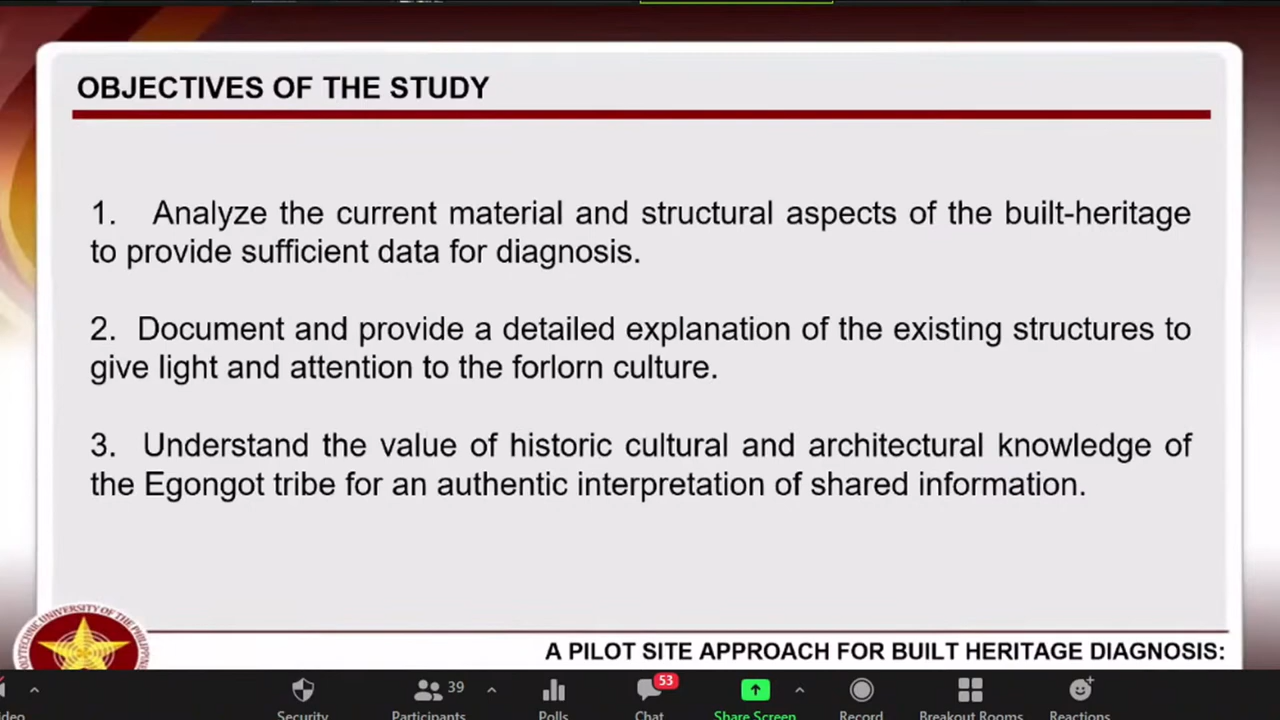 OBJECTIVES OF THE STUDY
1. Analyze the current material and structural aspects of the built-heritage
to provide sufficient data for diagnosis.
2. Document and provide a detailed explanation of the existing structures to
give light and attention to the forlorn culture.
3. Understand the value of historic cultural and architectural knowledge of
the Egongot tribe for an authentic interpretation of shared information.
UNIVERSITY OF THE
A PILOT SITE APPROACH FOR BUILT HERITAGE DIAGNOSIS:
39
53
Security
Participants
Polls
Chat
Share Screen
Record
Breakout Rooms
Reactions